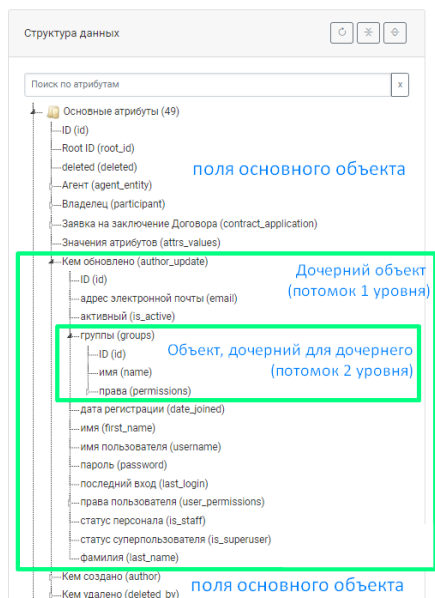 Структура данных
Поиск по атрибутам
x
Основные атрибуты (49)
ID (id)
Root ID (root_id)
deleted (deleted)
поля основного объекта
Агент (agent_entity)
Владелец (participant)
Заявка на заключение Договора (contract_application)
Значения атрибутов (attrs_values)
Кем обновлено (author_update)
Дочерний объект
(потомок 1 уровня)
ID (id)
адрес электронной почты (email)
активный (is_active)
группы (groups)
Объект, дочерний для дочернего
(потомок 2 уровня)
ID (id)
имя (name)
права (permissions)
дата регистрации (date_joined)
имя (first_name)
имя пользователя (username)
пароль (password)
последний вход (last_login)
права пользователя (user_permissions)
статус персонала (is_staff)
статус суперпользователя (is_superuser)
фамилия (last_name)
Кем создано (author)
поля основного объекта
Кем удалено (deleted_by)